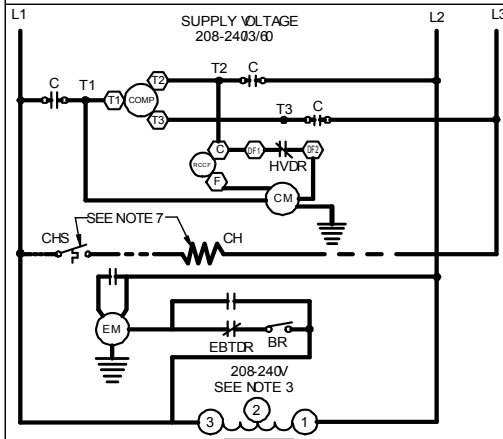 L1
SUPPLY VOLTAGE
L2
L3
208-240/3/60
C
T1
T2
C
T1
COMP
T2
T3
T3
C
C
DF1
DF2
HVDR
RCCF
F
CM
SEE NOTE 7
CHS
CH
EM
EBTDR
BR
208-240V
SEE NOTE 3
3
2
1